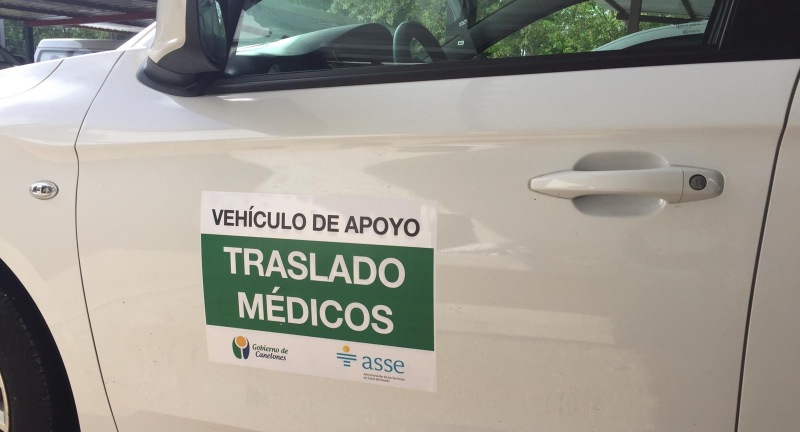 VEHÍCULO DE APOYO
TRASLADO
MÉDICOS
Gobierno de
Canelones
asse